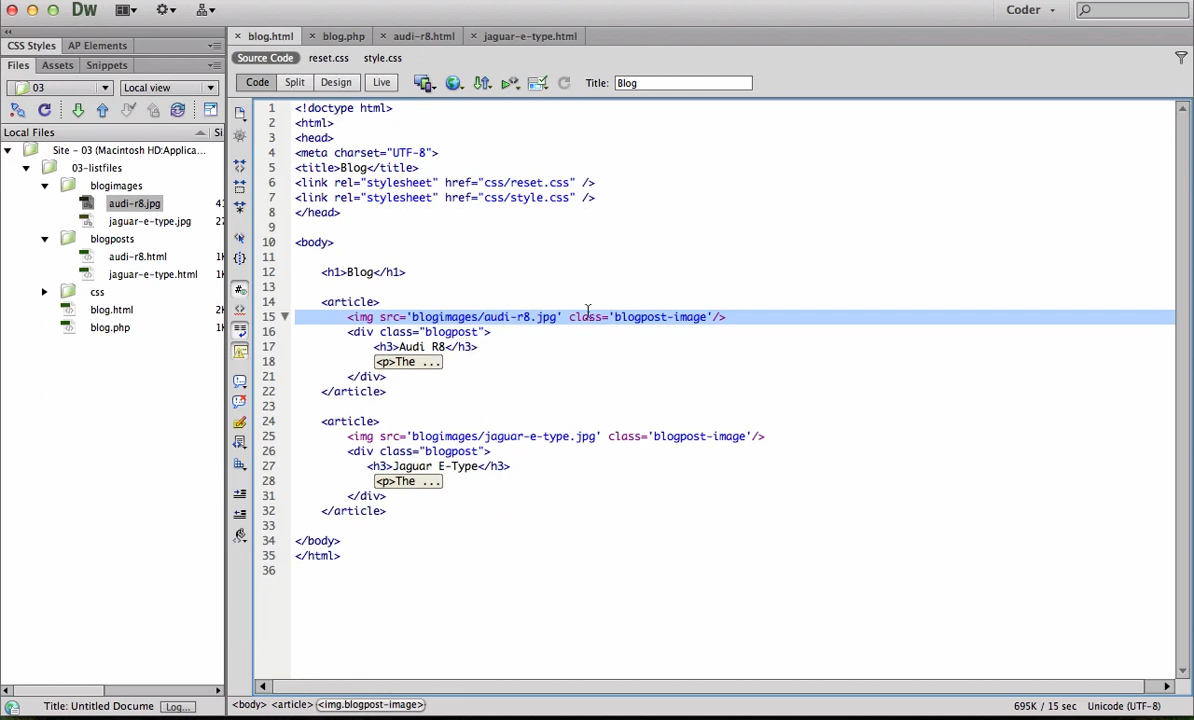 Dw
Coder
blog.html
× blog.php
× audi-r8.html
× jaguar-e-type.html
CSS Styles
AP Elements
Source Code
reset.css
style.css
Files
Assets
Snippets
03
Local view
Code
Split
Design
Live
Title:
Blog
Local Files
Si
Site - 03 (Macintosh HD:Applica...
03-listfiles
blogimages
audi-r8.jpg
41
jaguar-e-type.jpg
27
blogposts
audi-r8.html
1K
jaguar-e-type.html
1K
css
blog.html
2K
blog.php
1K
1 <!doctype html>
2 <html>
3 <head>
4 <meta charset="UTF-8">
5 <title>Blog</title>
6 <link rel="stylesheet" href="css/reset.css" />
7 <link rel="stylesheet" href="css/style.css" />
8 </head>
9
10 <body>
11
12 <h1>Blog</h1>
13
14 <article>
15 <img src='blogimages/audi-r8.jpg' class='blogpost-image'/>
16 <div class="blogpost">
17 <h3>Audi R8</h3>
18 <p>The ...
21 </div>
22 </article>
23
24 <article>
25 <img src='blogimages/jaguar-e-type.jpg' class='blogpost-image'/>
26 <div class="blogpost">
27 <h3>Jaguar E-Type</h3>
28 <p>The ...
31 </div>
32 </article>
33
34 </body>
35 </html>
36
Title: Untitled Docume
Log...
<body> <article> <img.blogpost-image>
695K / 15 sec
Unicode (UTF-8)